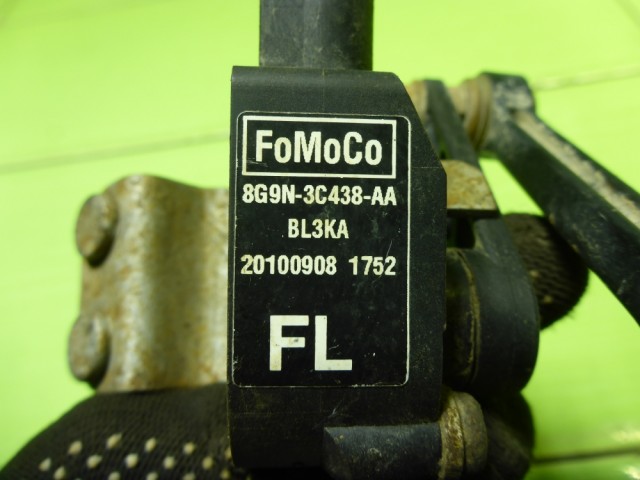 FoMoCo
8G9N-3C438-AA
BL3KA
20100908 1752
FL